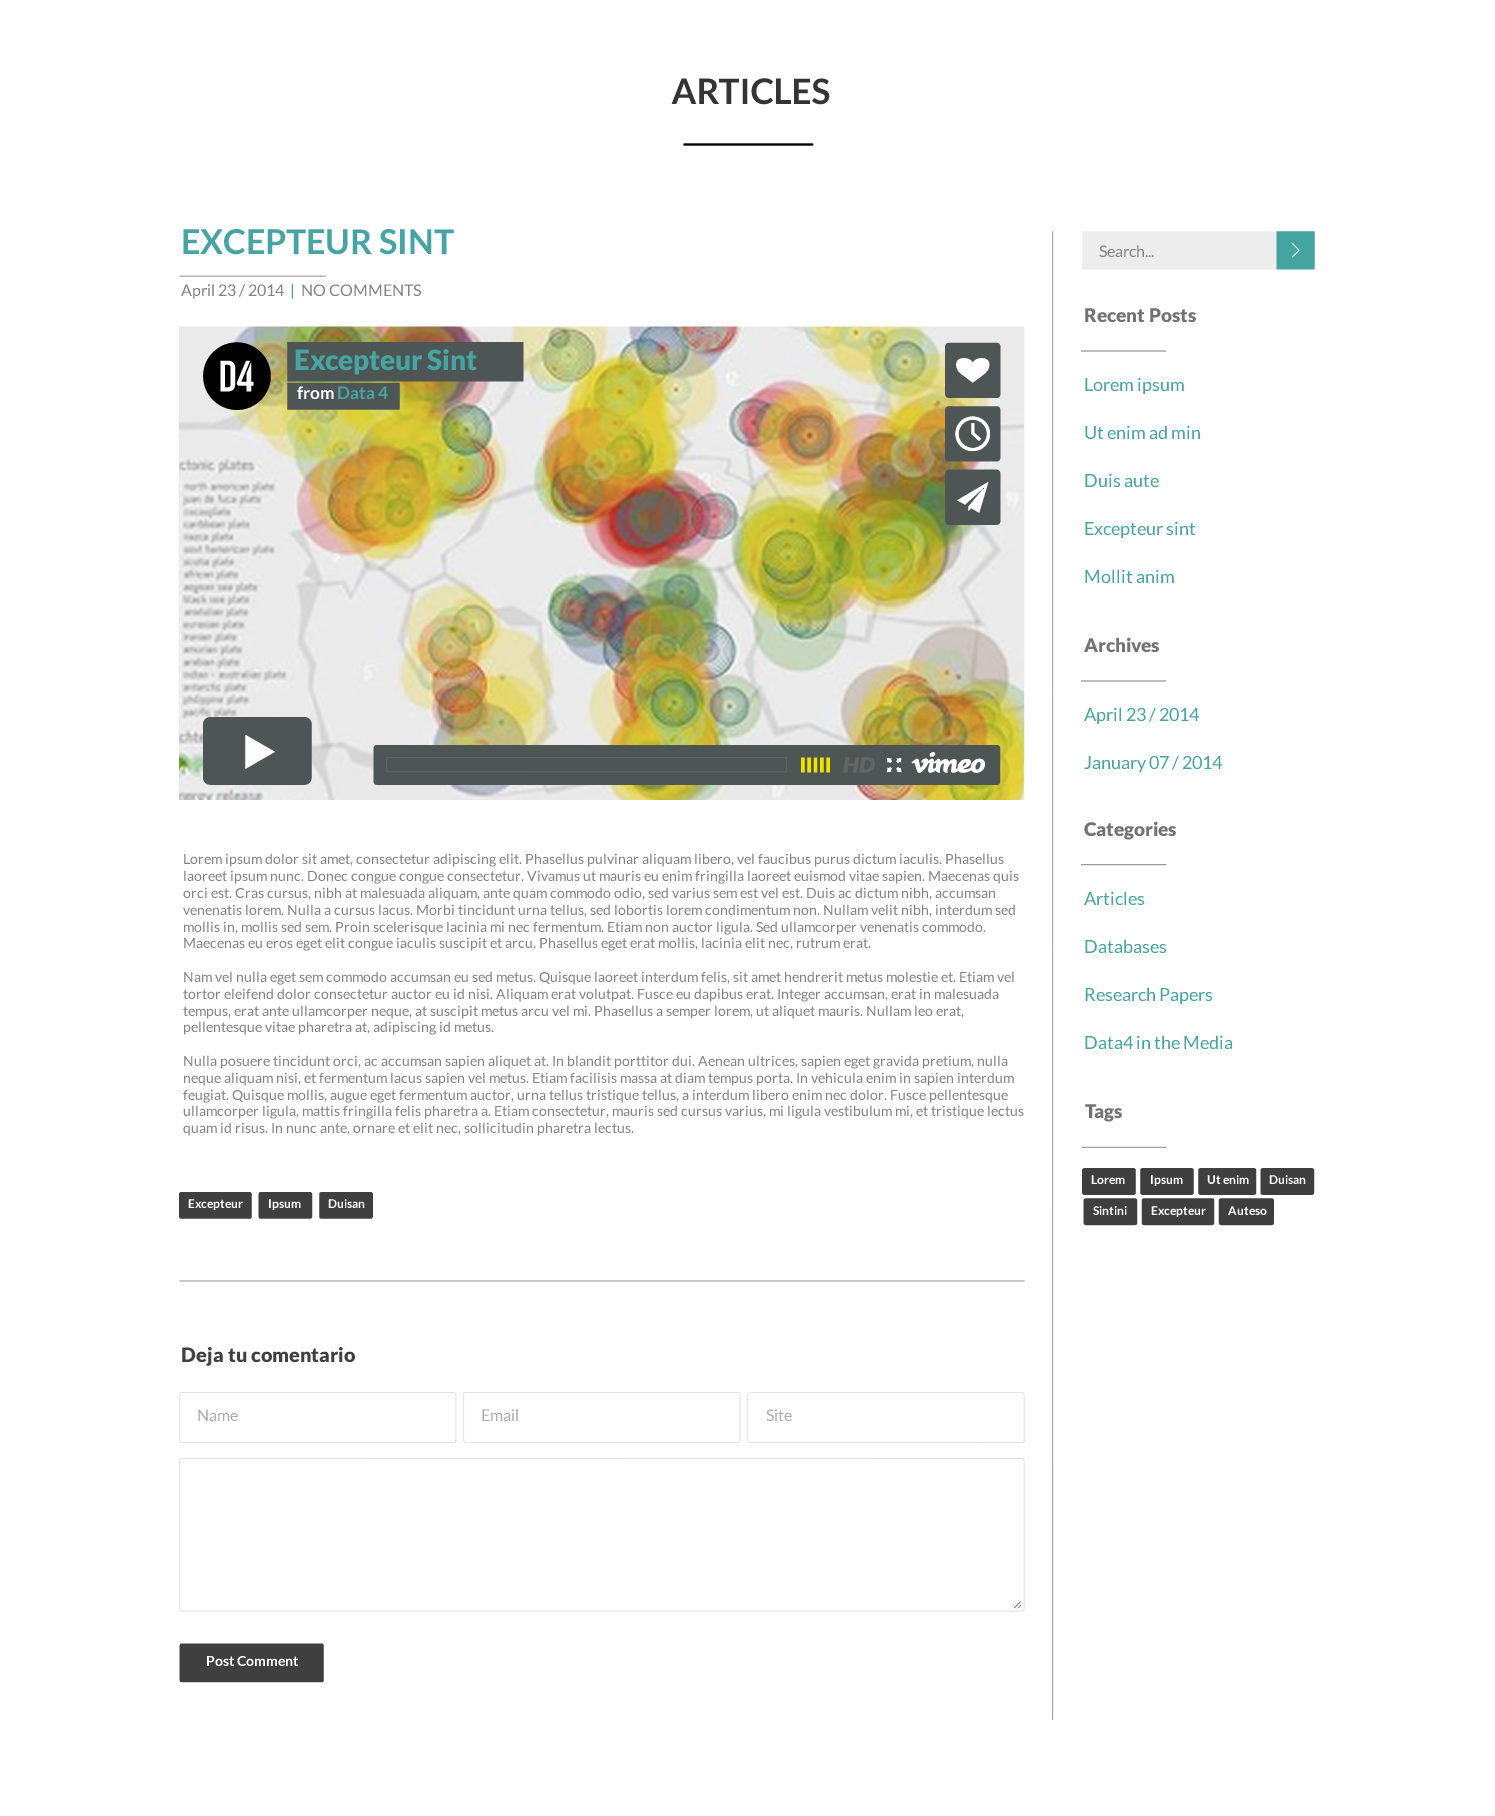 ARTICLES
EXCEPTEUR SINT
April 23 / 2014 | NO COMMENTS
D4
Excepteur Sint
from Data 4
12
ctonic plates
north american plate
juan de fuca plate
cocosplate
caribbean plate
nazca plate
scotia plate
african plate
aegean sea plate
black sea plate
anatolian plate
eurasian plate
iranian plate
amurian plate
arabian plate
indian - australian plate
antarctic plate
philippine plate
pacific plate
5
nergy release
HD
vimeo
Lorem ipsum dolor sit amet, consectetur adipiscing elit. Phasellus pulvinar aliquam libero, vel faucibus purus dictum iaculis. Phasellus
laoreet ipsum nunc. Donec congue congue consectetur. Vivamus ut mauris eu enim fringilla laoreet euismod vitae sapien. Maecenas quis
orci est. Cras cursus, nibh at malesuada aliquam, ante quam commodo odio, sed varius sem est vel est. Duis ac dictum nibh, accumsan
venenatis lorem. Nulla a cursus lacus. Morbi tincidunt urna tellus, sed lobortis lorem condimentum non. Nullam velit nibh, interdum sed
mollis in, mollis sed sem. Proin scelerisque lacinia mi nec fermentum. Etiam non auctor ligula. Sed ullamcorper venenatis commodo.
Maecenas eu eros eget elit congue iaculis suscipit et arcu. Phasellus eget erat mollis, lacinia elit nec, rutrum erat.
Nam vel nulla eget sem commodo accumsan eu sed metus. Quisque laoreet interdum felis, sit amet hendrerit metus molestie et. Etiam vel
tortor eleifend dolor consectetur auctor eu id nisi. Aliquam erat volutpat. Fusce eu dapibus erat. Integer accumsan, erat in malesuada
tempus, erat ante ullamcorper neque, at suscipit metus arcu vel mi. Phasellus a semper lorem, ut aliquet mauris. Nullam leo erat,
pellentesque vitae pharetra at, adipiscing id metus.
Nulla posuere tincidunt orci, ac accumsan sapien aliquet at. In blandit porttitor dui. Aenean ultrices, sapien eget gravida pretium, nulla
neque aliquam nisi, et fermentum lacus sapien vel metus. Etiam facilisis massa at diam tempus porta. In vehicula enim in sapien interdum
feugiat. Quisque mollis, augue eget fermentum auctor, urna tellus tristique tellus, a interdum libero enim nec dolor. Fusce pellentesque
ullamcorper ligula, mattis fringilla felis pharetra a. Etiam consectetur, mauris sed cursus varius, mi ligula vestibulum mi, et tristique lectus
quam id risus. In nunc ante, ornare et elit nec, sollicitudin pharetra lectus.
Excepteur Ipsum Duisan
Deja tu comentario
Name Email Site
Post Comment
Search...
Recent Posts
Lorem ipsum
Ut enim ad min
Duis aute
Excepteur sint
Mollit anim
Archives
April 23 / 2014
January 07 / 2014
Categories
Articles
Databases
Research Papers
Data4 in the Media
Tags
Lorem Ipsum Ut enim Duisan
Sintini Excepteur Auteso